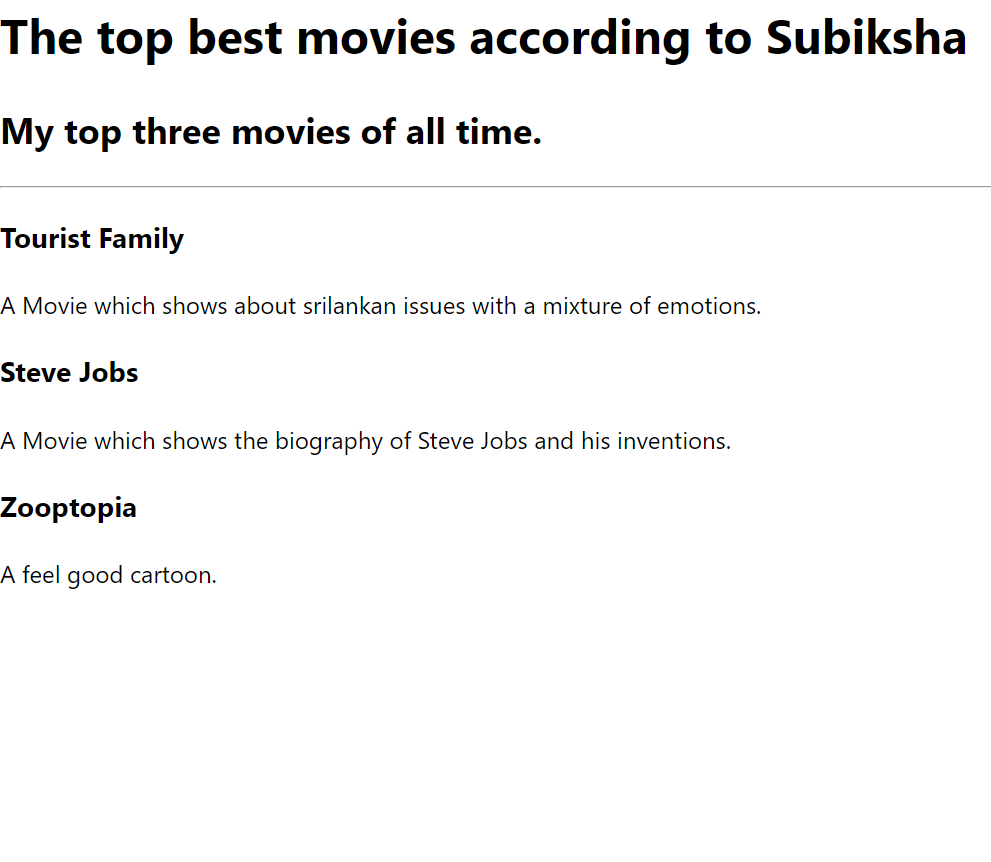 The top best movies according to Subiksha
My top three movies of all time.
Tourist Family
A Movie which shows about srilankan issues with a mixture of emotions.
Steve Jobs
A Movie which shows the biography of Steve Jobs and his inventions.
Zooptopia
A feel good cartoon.